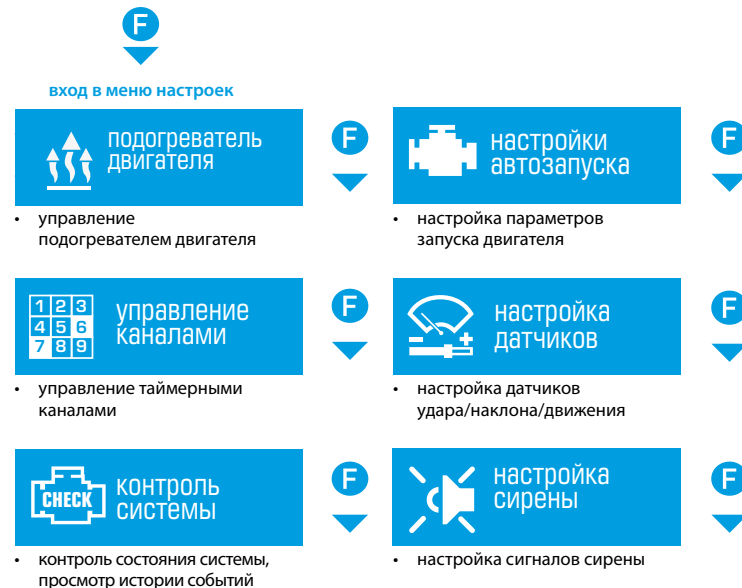 F
вход в меню настроек
подогреватель
двигателя
F
настройки
автозапуска
F
• управление
подогревателем двигателя
• настройка параметров
запуска двигателя
1 2 3
4 5 6
7 8 9
управление
каналами
F
настройка
датчиков
F
• управление таймерными
каналами
• настройка датчиков
удара/наклона/движения
CHECK
контроль
системы
F
настройка
сирены
F
• контроль состояния системы,
просмотр истории событий
• настройка сигналов сирены